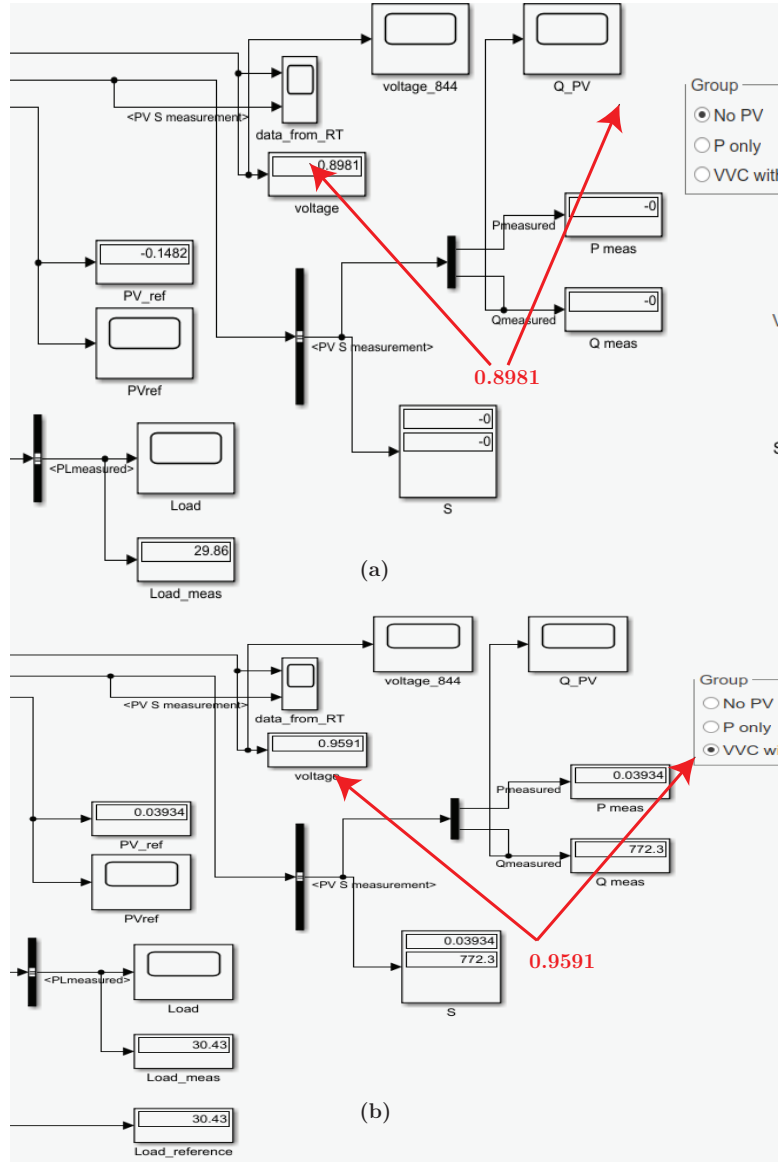 voltage_844
Q_PV
<PV S measurement>
data_from_RT
Group
No PV
P only
VVC with
0.8981
voltage
Pmeasured
-0
P meas
-0.1482
PV_ref
Qmeasured
-0
Q meas
<PV S measurement>
PVref
0.8981
-0
-0
S
<PLmeasured>
Load
29.86
Load_meas
(a)
voltage_844
Q_PV
<PV S measurement>
data_from_RT
Group
No PV
P only
VVC wi
0.9591
voltage
Pmeasured
0.03934
P meas
0.03934
PV_ref
Qmeasured
772.3
Q meas
<PV S measurement>
PVref
0.03934
772.3
S
0.9591
<PLmeasured>
Load
30.43
Load_meas
(b)
30.43
Load_reference